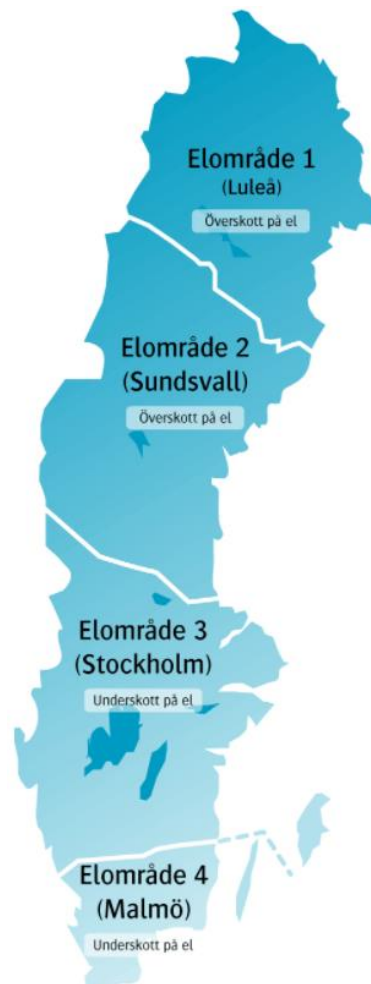 Elområde 1
(Luleå)
Överskott på el
Elområde 2
(Sundsvall)
Överskott på el
Elområde 3
(Stockholm)
Underskott på el
Elområde 4
(Malmö)
Underskott på el